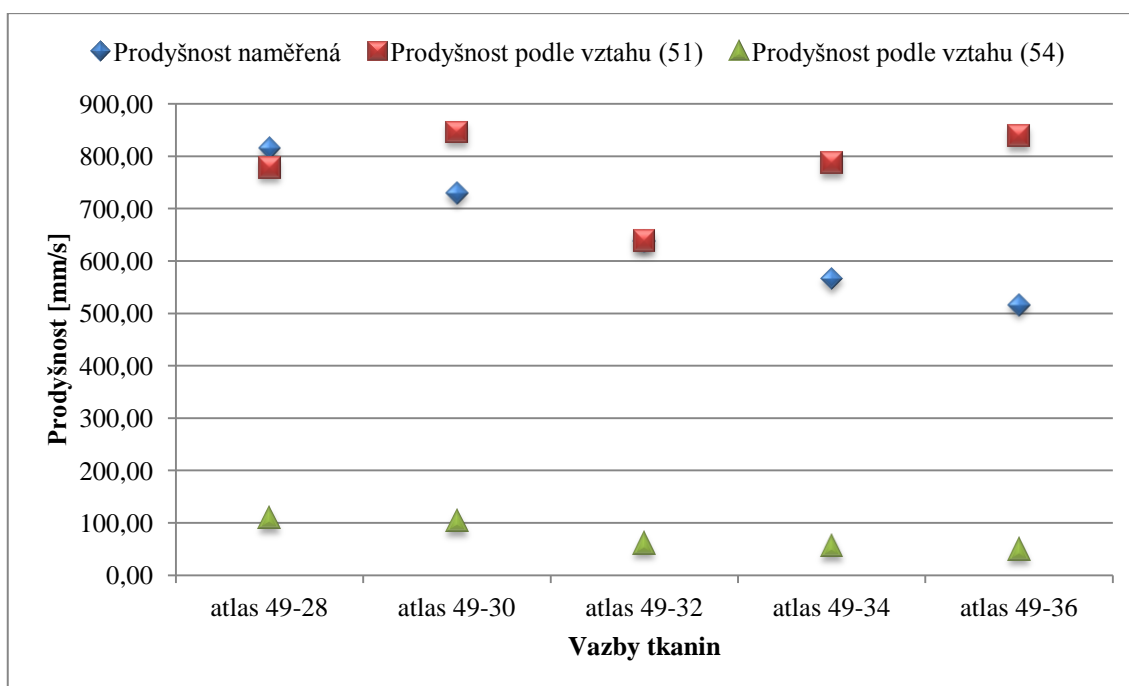 Prodyšnost naměřená Prodyšnost podle vztahu (51) Prodyšnost podle vztahu (54)
900,00
800,00
700,00
600,00
500,00
400,00
300,00
200,00
100,00
0,00
Prodyšnost [mm/s]
atlas 49-28 atlas 49-30 atlas 49-32 atlas 49-34 atlas 49-36
Vazby tkanin